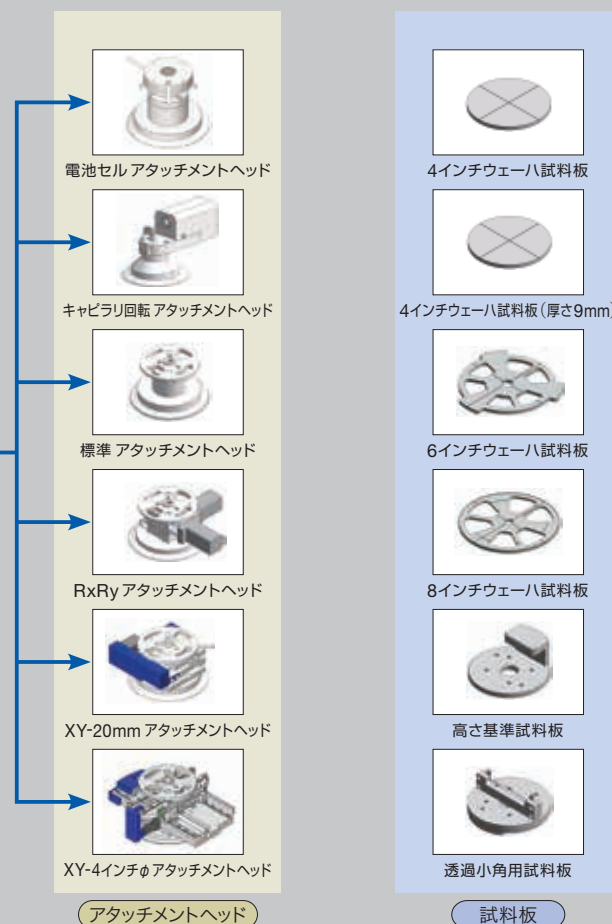 電池セル アタッチメントヘッド
キャピラリ回転 アタッチメントヘッド
標準 アタッチメントヘッド
RxRy アタッチメントヘッド
XY-20mm アタッチメントヘッド
XY-4インチφアタッチメントヘッド
アタッチメントヘッド
4インチウェーハ試料板
4インチウェーハ試料板(厚さ9mm)
6インチウェーハ試料板
8インチウェーハ試料板
高さ基準試料板
透過小角用試料板
試料板